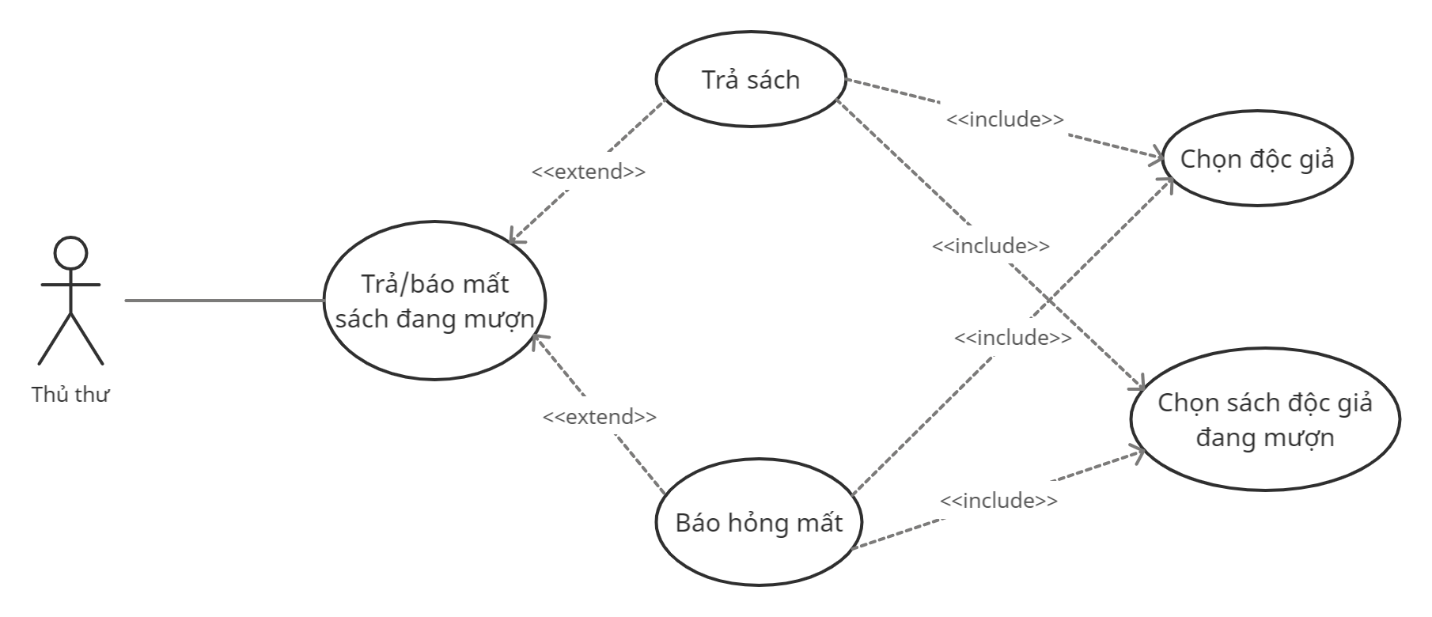 Trả sách
<<include>>
Chọn độc giả
<<extend>>
<<include>>
Trả/báo mất
sách đang mượn
<<include>>
Thủ thư
<<extend>>
Chọn sách độc giả
đang mượn
<<include>>
Báo hỏng mất